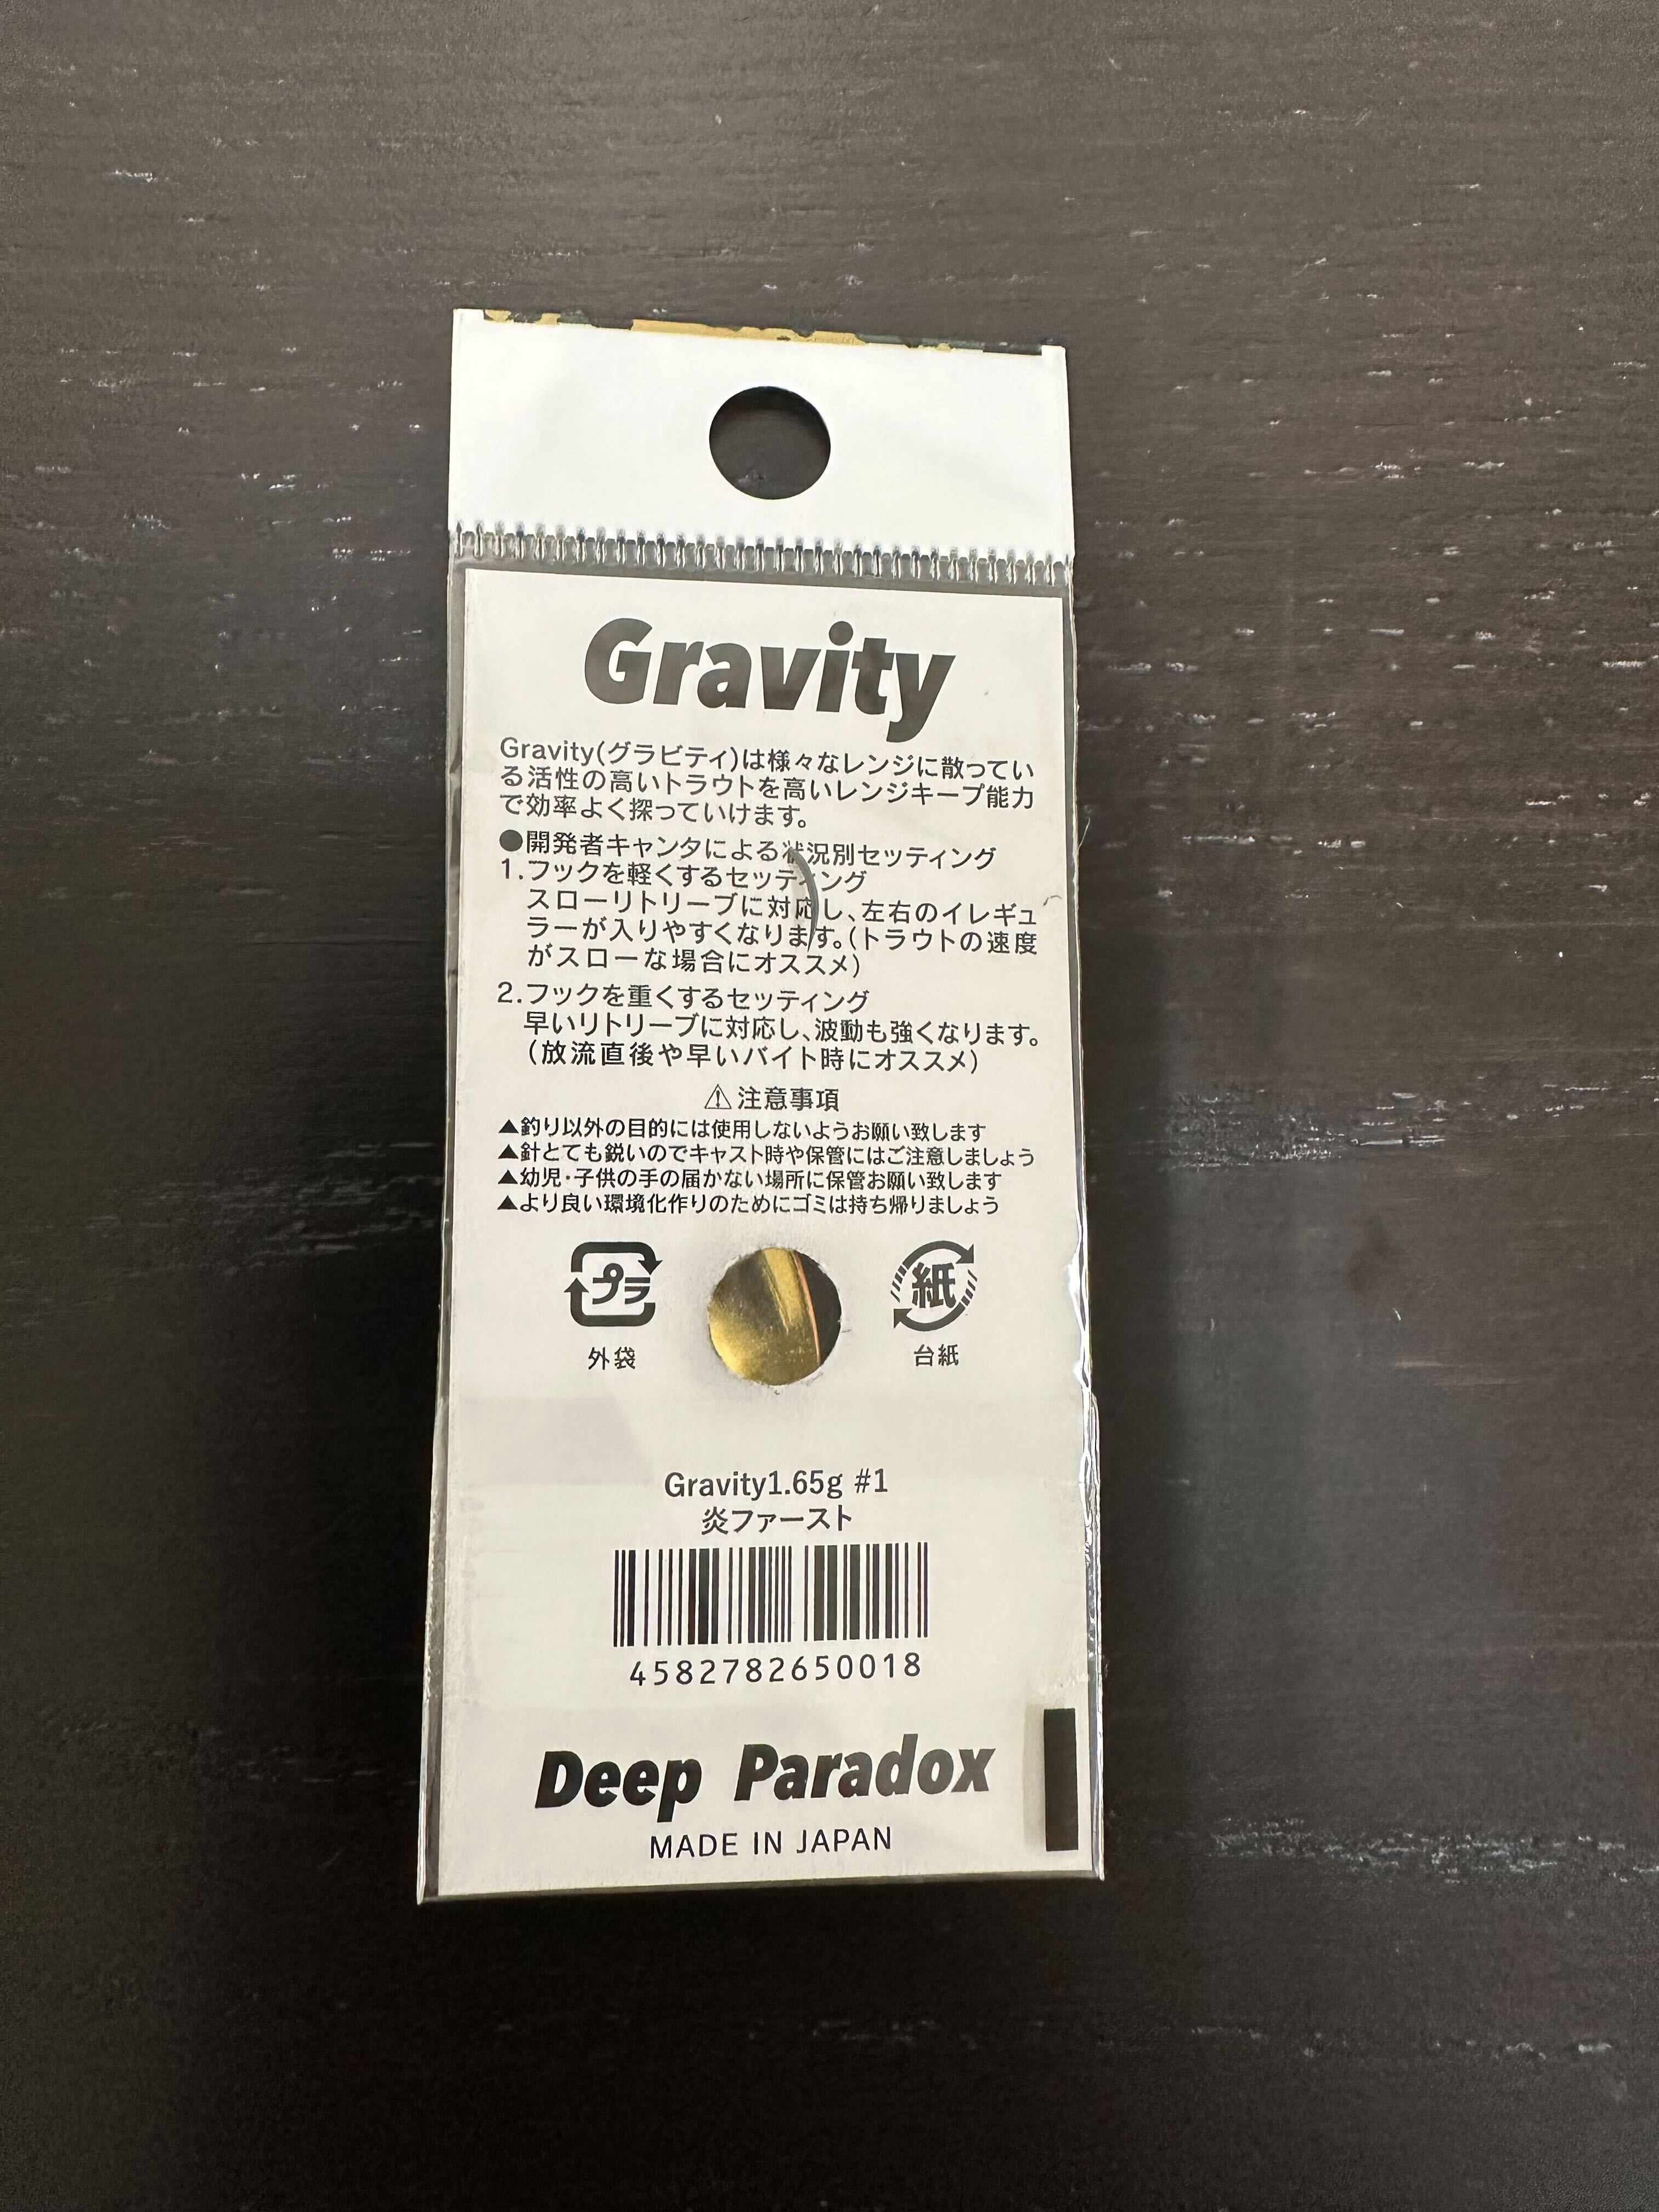 Gravity
Gravity(グラビティ)は様々なレンジに散ってい
る活性の高いトラウトを高いレンジキープ能力
で効率よく探っていけます。
●開発者キャンタによる状況別セッティング
1.フックを軽くするセッティング
スローリトリーブに対応し、左右のイレギュ
ラーが入りやすくなります。(トラウトの速度
がスローな場合にオススメ)
2.フックを重くするセッティング
早いリトリーブに対応し、波動も強くなります。
(放流直後や早いバイト時にオススメ)
⚠注意事項
▲釣り以外の目的には使用しないようお願い致します
▲針とても鋭いのでキャスト時や保管にはご注意しましょう
▲幼児・子供の手の届かない場所に保管お願い致します
▲より良い環境化作りのためにゴミは持ち帰りましょう
プラ 紙
外袋 台紙
Gravity1.65g #1
炎ファースト
4582782650018
Deep Paradox
MADE IN JAPAN